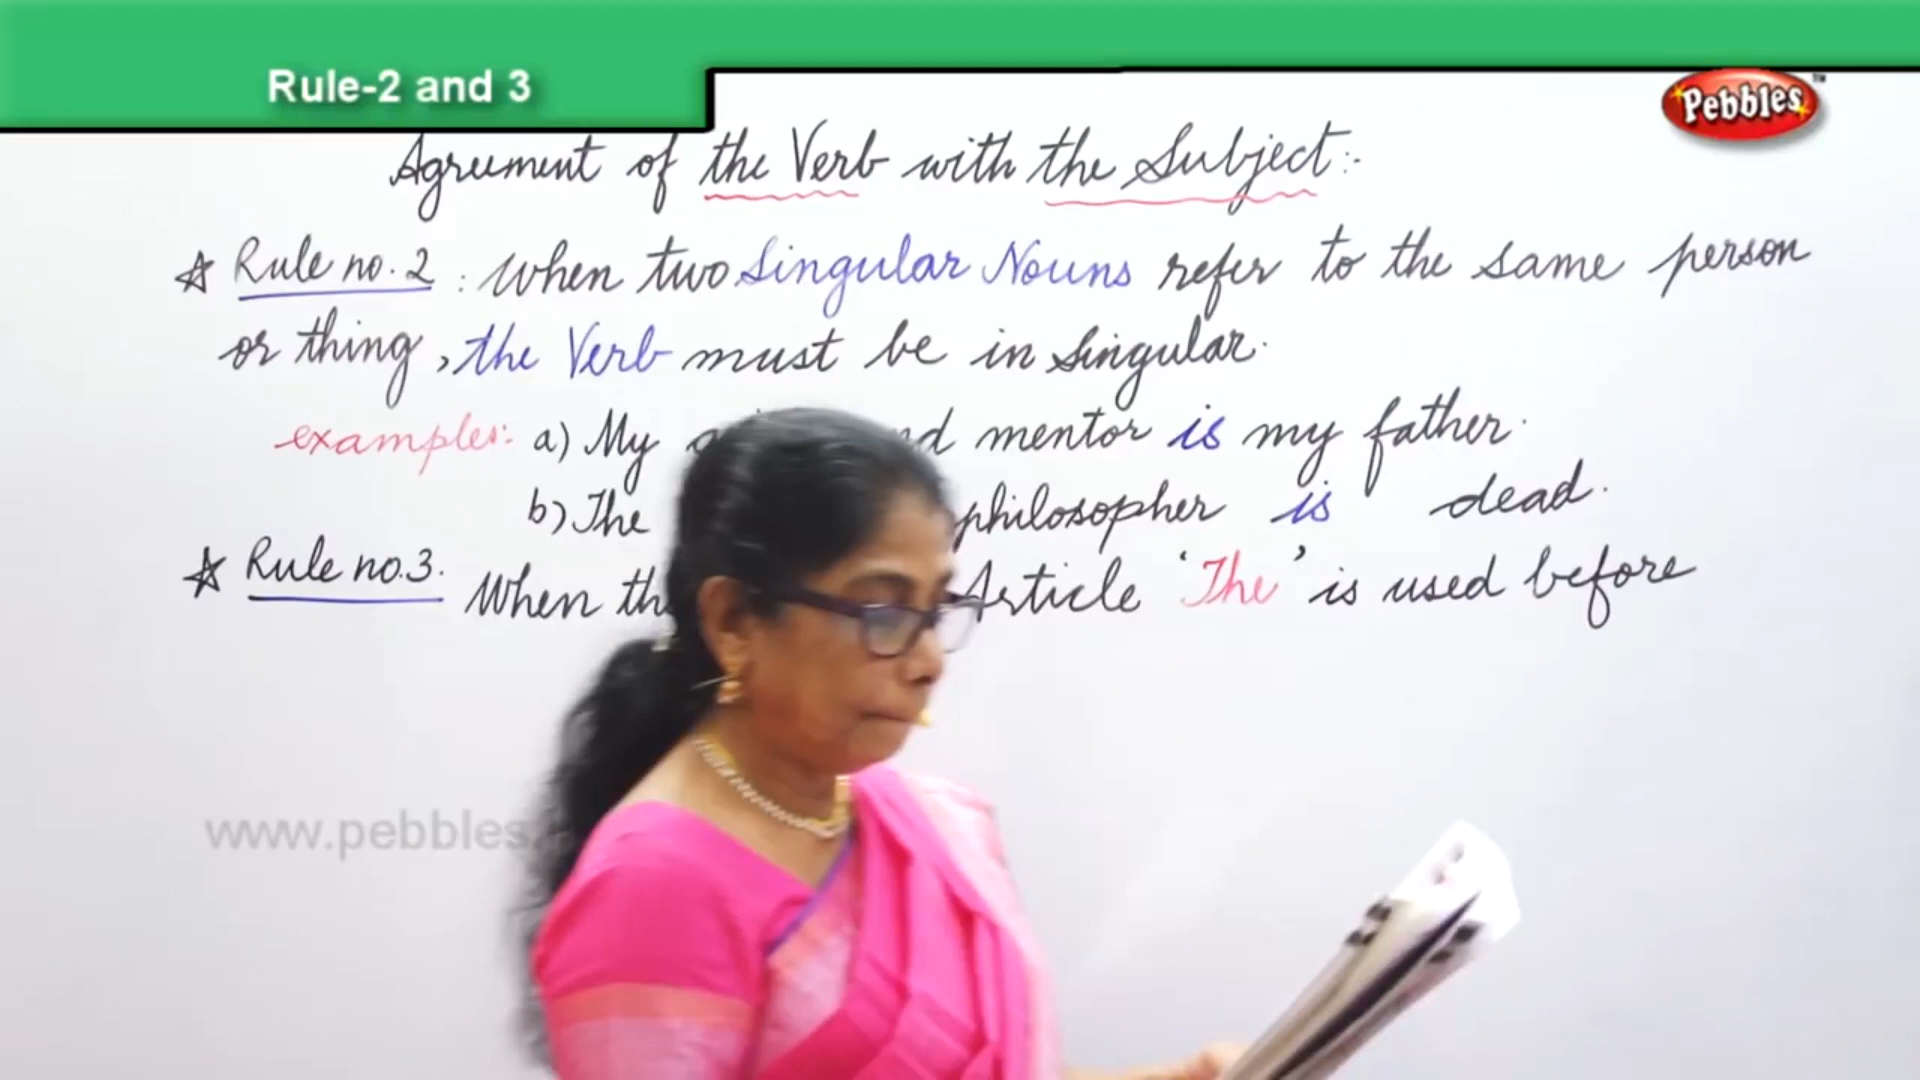 Rule-2 and 3
Pebbles
TM
Agreement of the Verb with the Subject:-
Rule no. 2 : When two Singular Nouns refer to the same person
or thing, the Verb must be in Singular.
examples:- a) My mentor is my father.
b) The philosopher is dead.
Rule no.3. When Article 'The' is used before
www.pebbles.